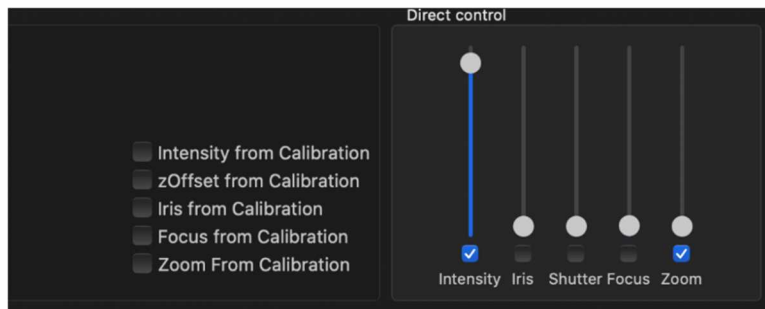 Direct control
Intensity from Calibration
zOffset from Calibration
Iris from Calibration
Focus from Calibration
Zoom From Calibration
Intensity Iris Shutter Focus Zoom